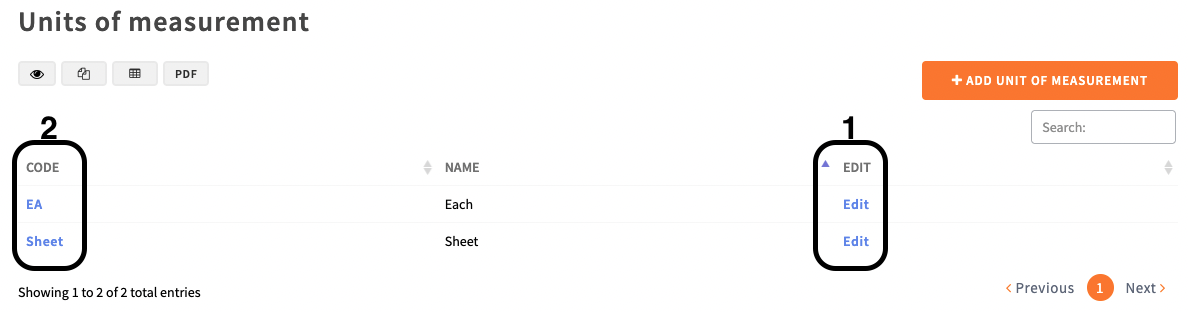 Units of measurement
PDF
+ ADD UNIT OF MEASUREMENT
Search:
2 1
CODE NAME EDIT
EA Each Edit
Sheet Sheet Edit
Showing 1 to 2 of 2 total entries
< Previous 1 Next >